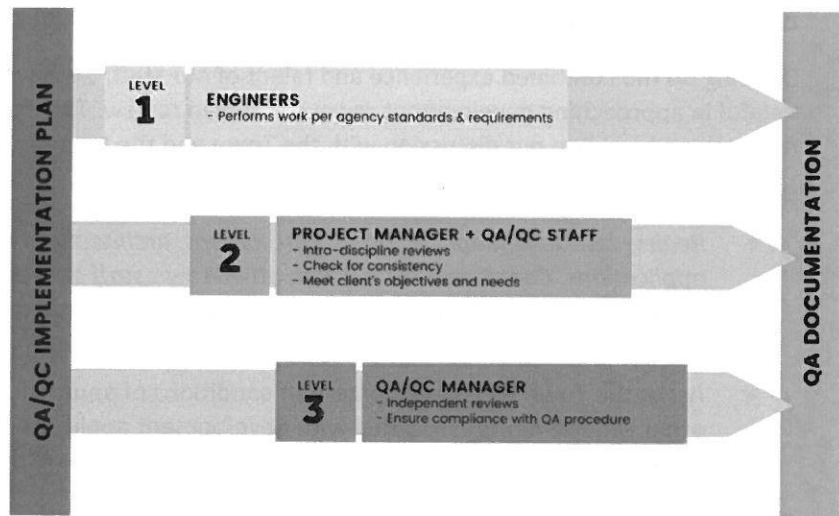 QA/QC IMPLEMENTATION PLAN
LEVEL
1
ENGINEERS
- Performs work per agency standards & requirements
LEVEL
2
PROJECT MANAGER + QA/QC STAFF
- Intra-discipline reviews
- Check for consistency
- Meet client's objectives and needs
LEVEL
3
QA/QC MANAGER
- Independent reviews
- Ensure compliance with QA procedure
QA DOCUMENTATION